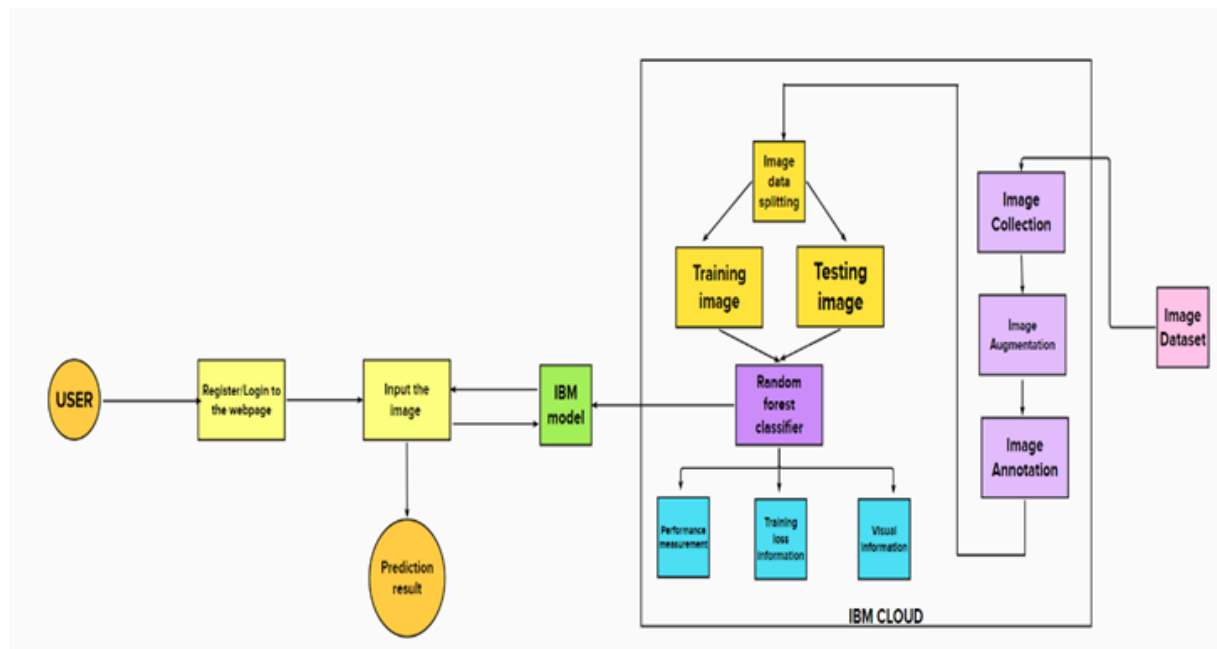 USER
Register/Login to
the webpage
Input the
image
Prediction
result
IBM
model
Image
data
splitting
Training
image
Testing
image
Random
forest
classifier
Performance
measurement
Training
loss
information
Visual
information
IBM CLOUD
Image
Collection
Image
Augmentation
Image
Annotation
Image
Dataset